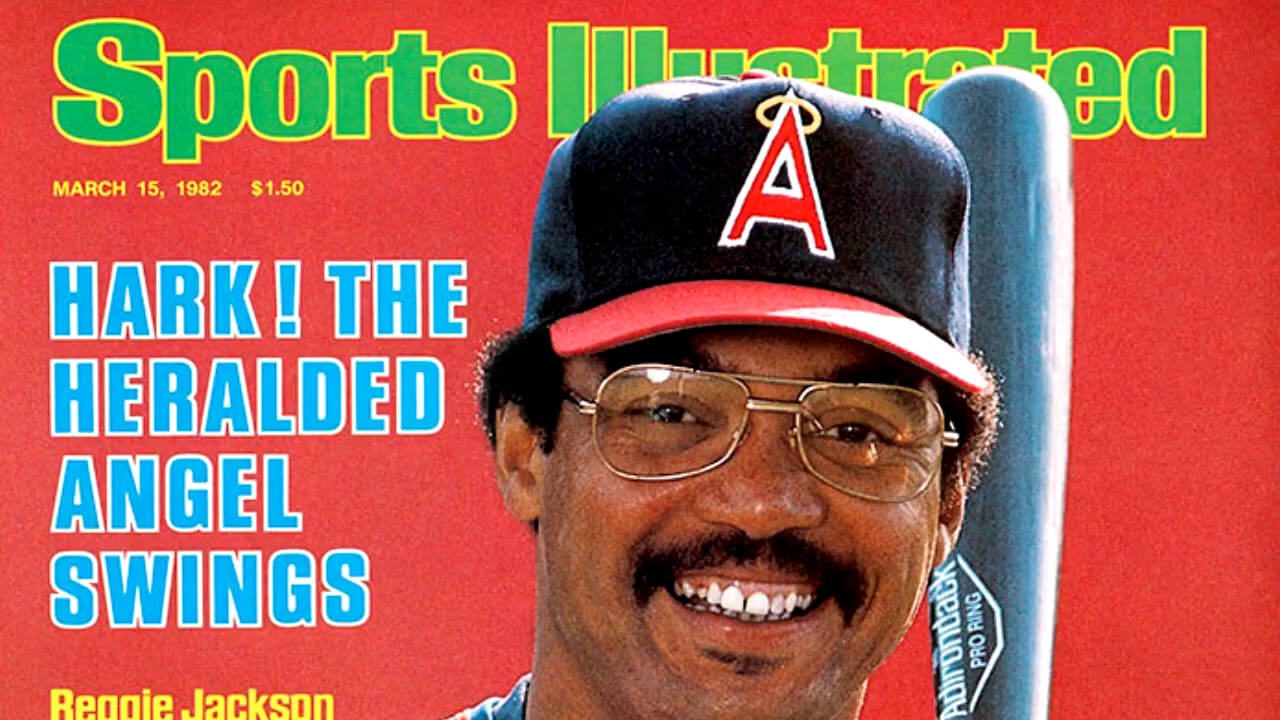 Sports Illustrated
MARCH 15, 1982 $1.50
A
HARK! THE
HERALDED
ANGEL
SWINGS
Adirondack
PRO RING
Reggie Jackson